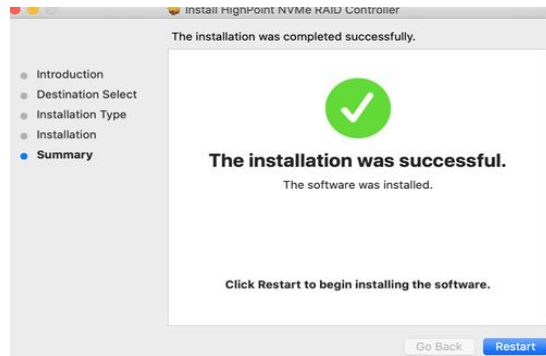 Install HighPoint NVMe RAID Controller
The installation was completed successfully.
Introduction
Destination Select
Installation Type
Installation
Summary
The installation was successful.
The software was installed.
Click Restart to begin installing the software.
Go Back
Restart